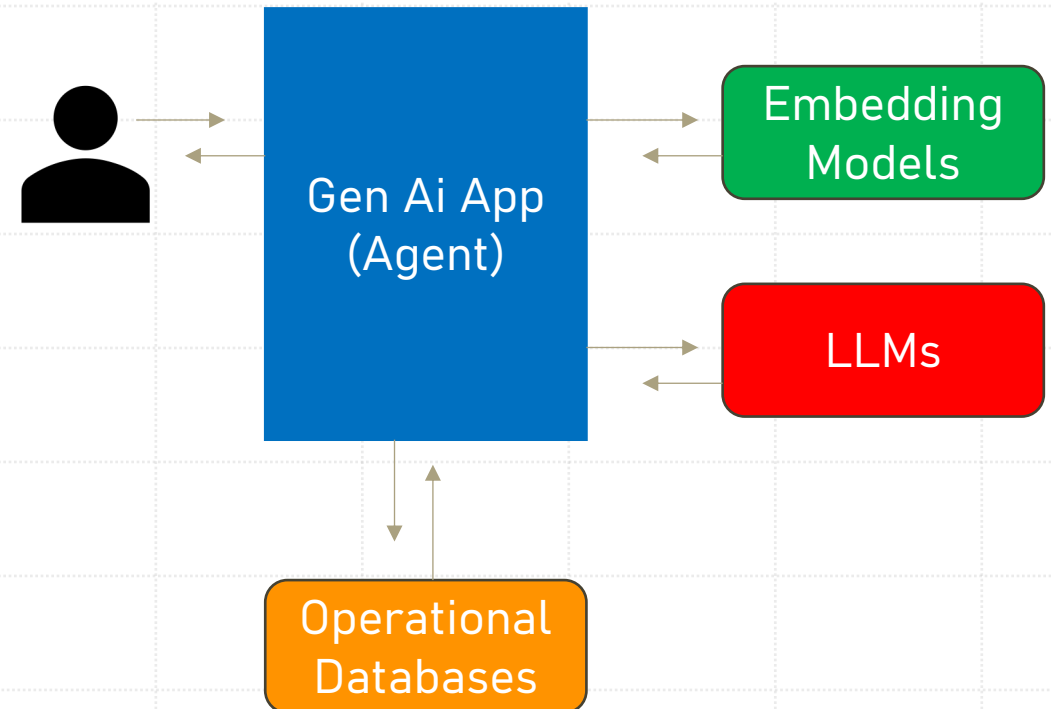 Embedding
Models
Gen Ai App
(Agent)
LLMs
Operational
Databases